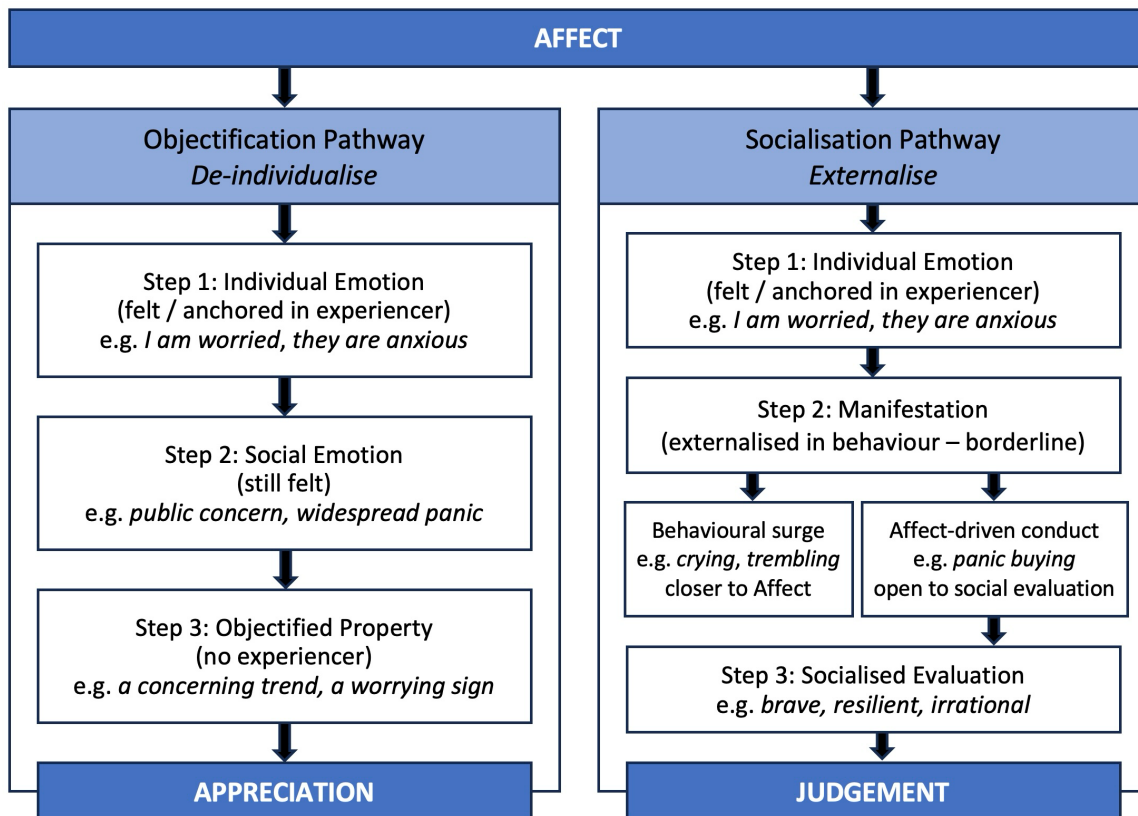 AFFECT
Objectification Pathway
De-individualise
Step 1: Individual Emotion
(felt / anchored in experiencer)
e.g. I am worried, they are anxious
Step 2: Social Emotion
(still felt)
e.g. public concern, widespread panic
Step 3: Objectified Property
(no experiencer)
e.g. a concerning trend, a worrying sign
APPRECIATION
Socialisation Pathway
Externalise
Step 1: Individual Emotion
(felt / anchored in experiencer)
e.g. I am worried, they are anxious
Step 2: Manifestation
(externalised in behaviour – borderline)
Behavioural surge
e.g. crying, trembling
closer to Affect
Affect-driven conduct
e.g. panic buying
open to social evaluation
Step 3: Socialised Evaluation
e.g. brave, resilient, irrational
JUDGEMENT